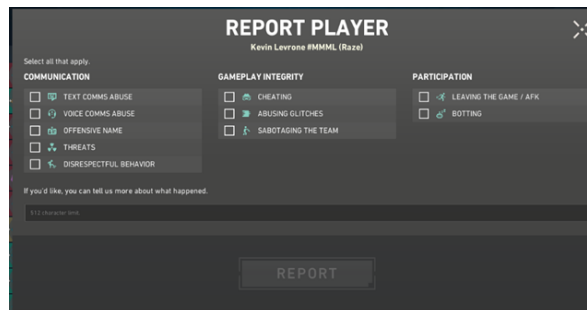 REPORT PLAYER
Kevin Levrone #MMML (Raze)
Select all that apply.
COMMUNICATION
TEXT COMMS ABUSE
VOICE COMMS ABUSE
OFFENSIVE NAME
THREATS
DISRESPECTFUL BEHAVIOR
GAMEPLAY INTEGRITY
CHEATING
ABUSING GLITCHES
SABOTAGING THE TEAM
PARTICIPATION
LEAVING THE GAME / AFK
BOTTING
If you'd like, you can tell us more about what happened.
512 character limit.
REPORT